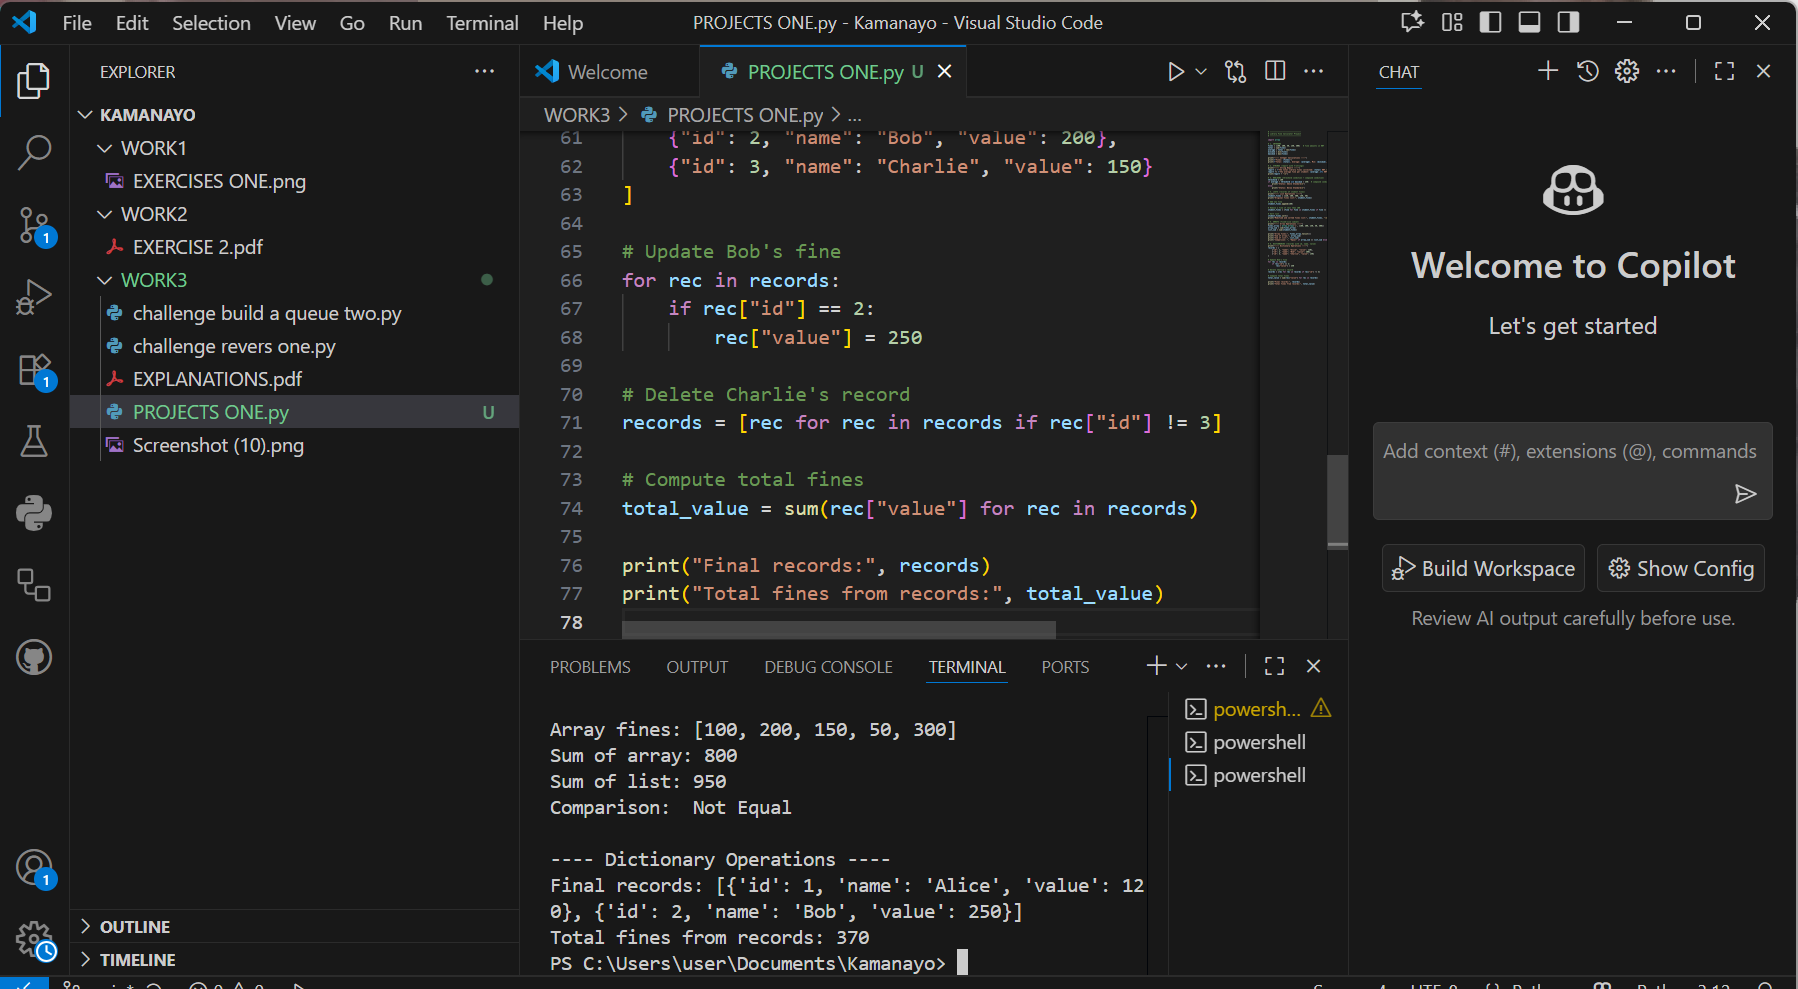 File Edit Selection View Go Run Terminal Help
PROJECTS ONE.py - Kamanayo - Visual Studio Code
EXPLORER
KAMANAYO
WORK1
EXERCISES ONE.png
WORK2
EXERCISE 2.pdf
WORK3
challenge build a queue two.py
challenge revers one.py
EXPLANATIONS.pdf
PROJECTS ONE.py U
Screenshot (10).png
OUTLINE
TIMELINE
1
1
1
Welcome
PROJECTS ONE.py U
WORK3 > PROJECTS ONE.py > ...
61 {"id": 2, "name": "Bob", "value": 200},
62 {"id": 3, "name": "Charlie", "value": 150}
63 ]
64
65 # Update Bob's fine
66 for rec in records:
67 if rec["id"] == 2:
68 rec["value"] = 250
69
70 # Delete Charlie's record
71 records = [rec for rec in records if rec["id"] != 3]
72
73 # Compute total fines
74 total_value = sum(rec["value"] for rec in records)
75
76 print("Final records:", records)
77 print("Total fines from records:", total_value)
78
PROBLEMS OUTPUT DEBUG CONSOLE TERMINAL PORTS
Array fines: [100, 200, 150, 50, 300]
Sum of array: 800
Sum of list: 950
Comparison: Not Equal
---- Dictionary Operations ----
Final records: [{'id': 1, 'name': 'Alice', 'value': 12
0}, {'id': 2, 'name': 'Bob', 'value': 250}]
Total fines from records: 370
PS C:\Users\user\Documents\Kamanayo>
powersh...
powershell
powershell
CHAT
Welcome to Copilot
Let's get started
Add context (#), extensions (@), commands
Build Workspace
Show Config
Review AI output carefully before use.